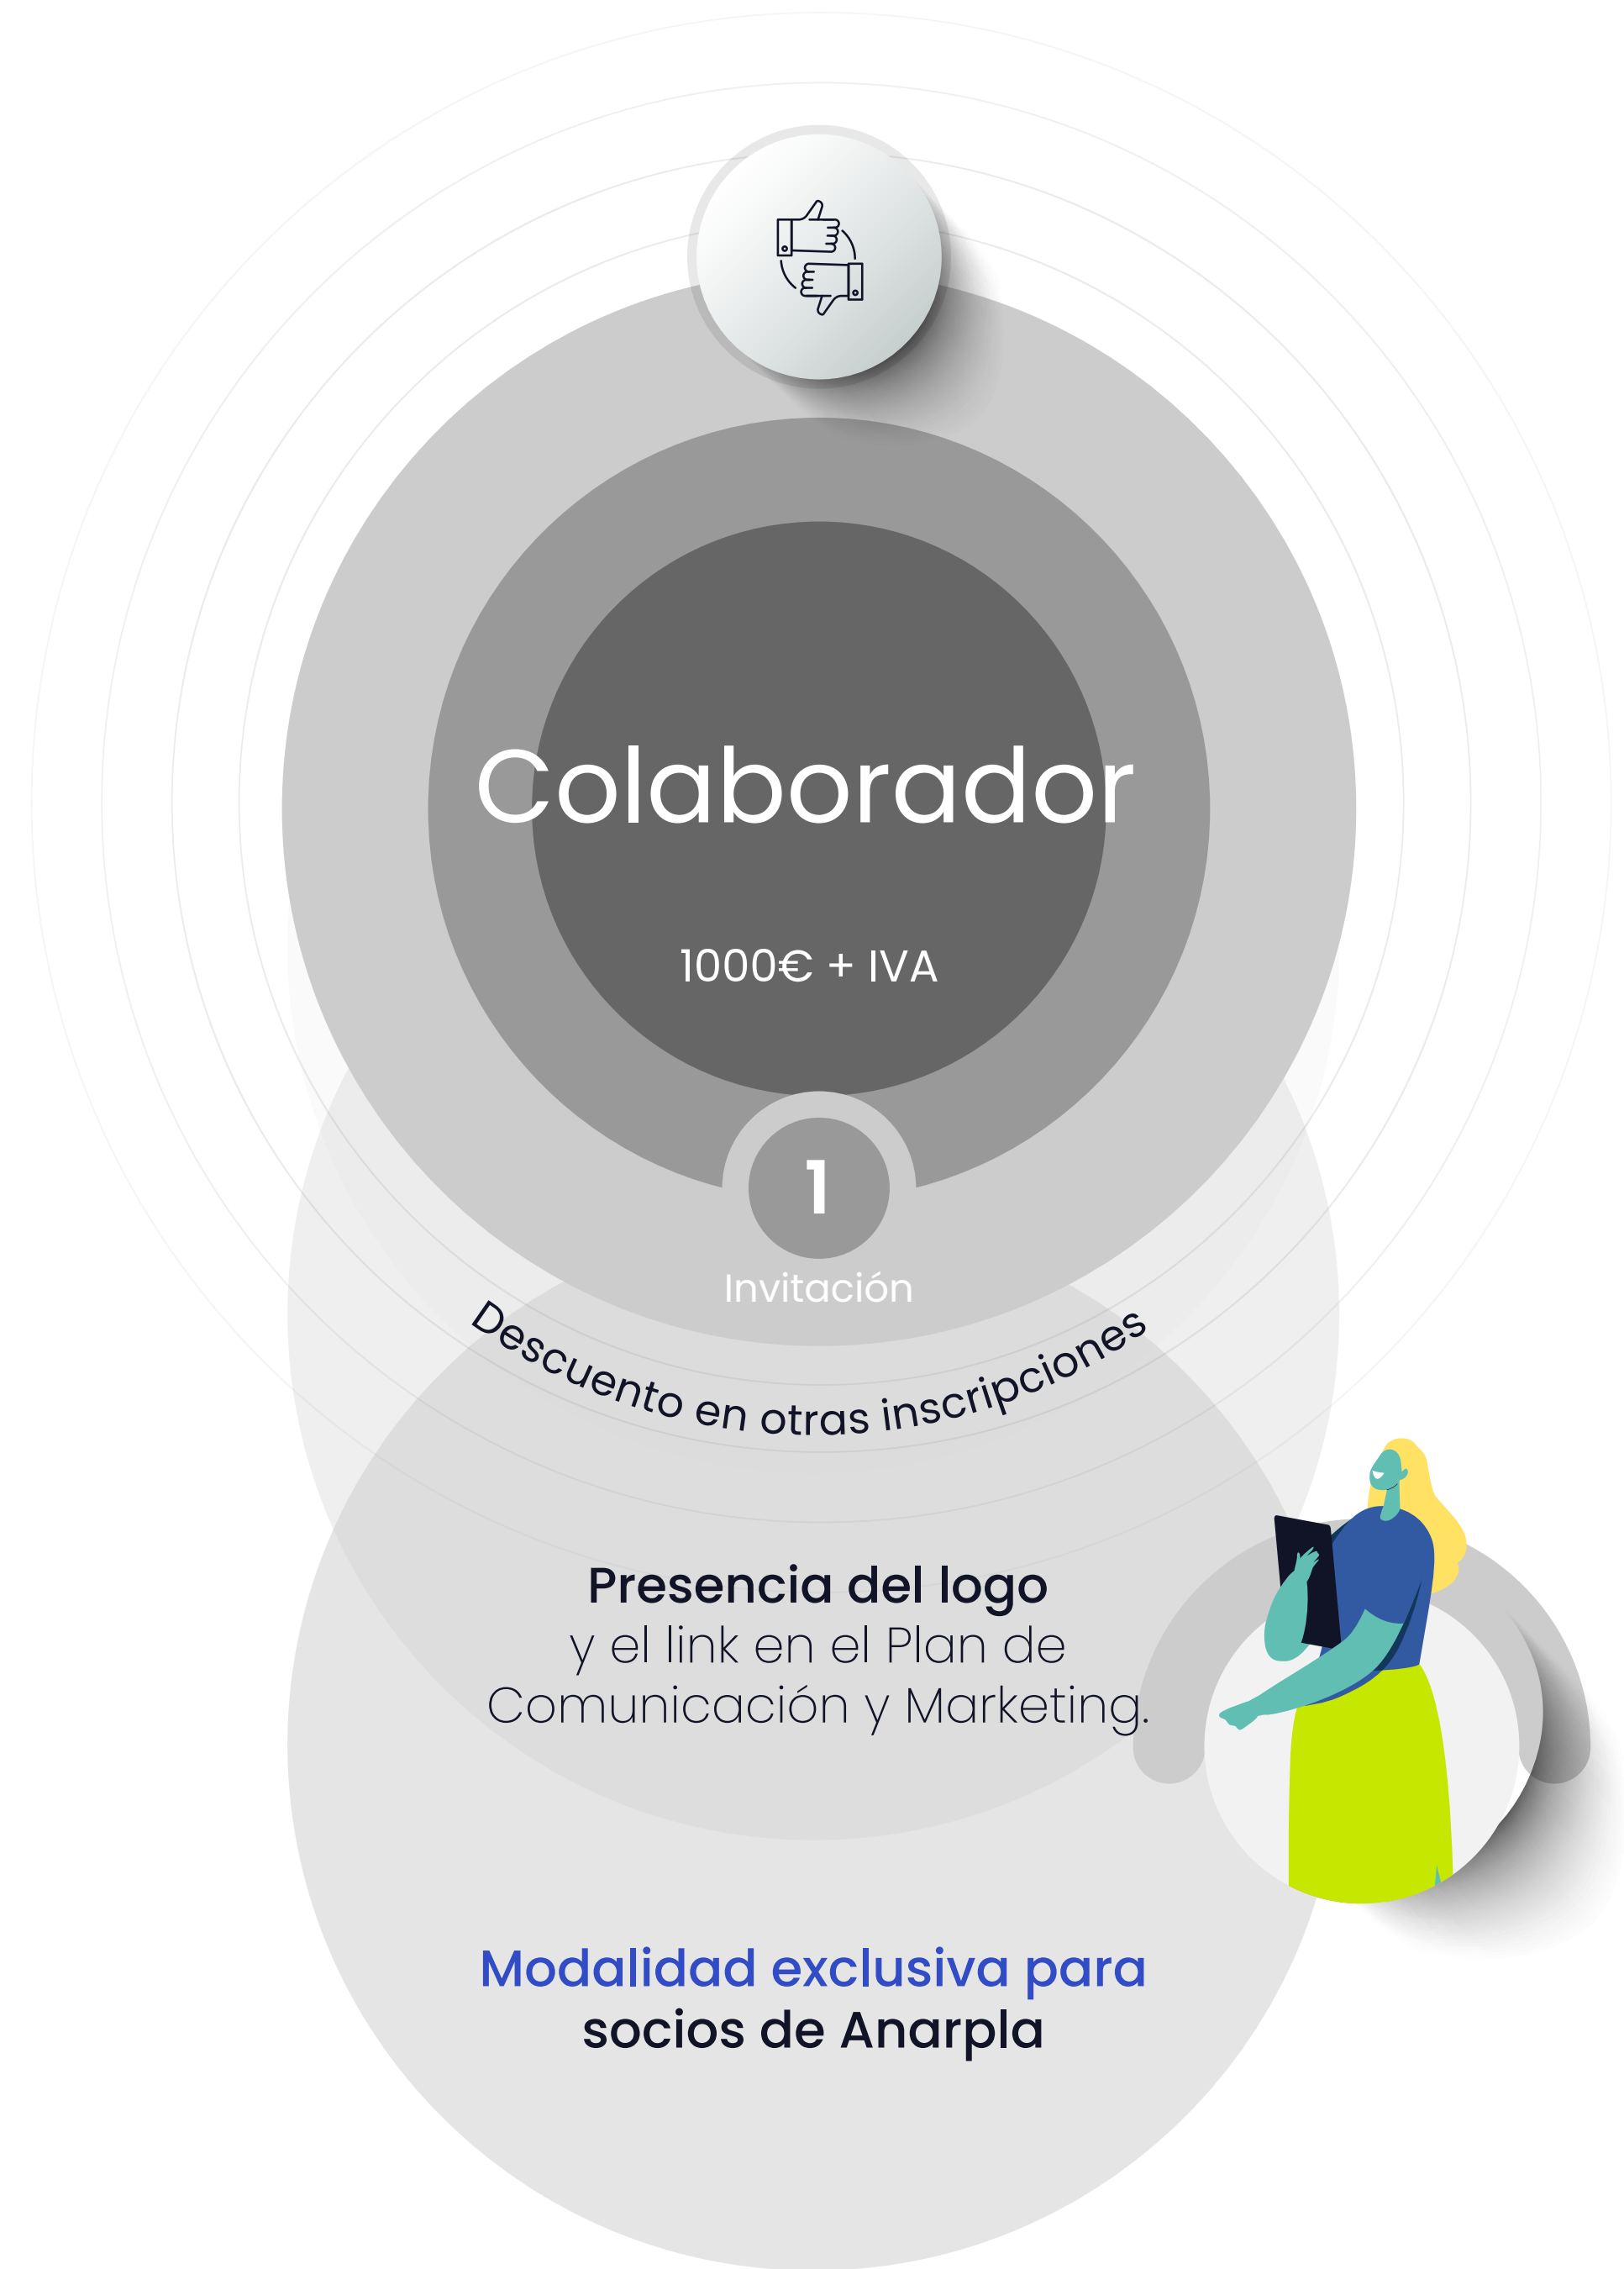 Colaborador
1000€ + IVA
1
Invitación
Descuento en otras inscripciones
Presencia del logo
y el link en el Plan de
Comunicación y Marketing.
Modalidad exclusiva para
socios de Anarpla